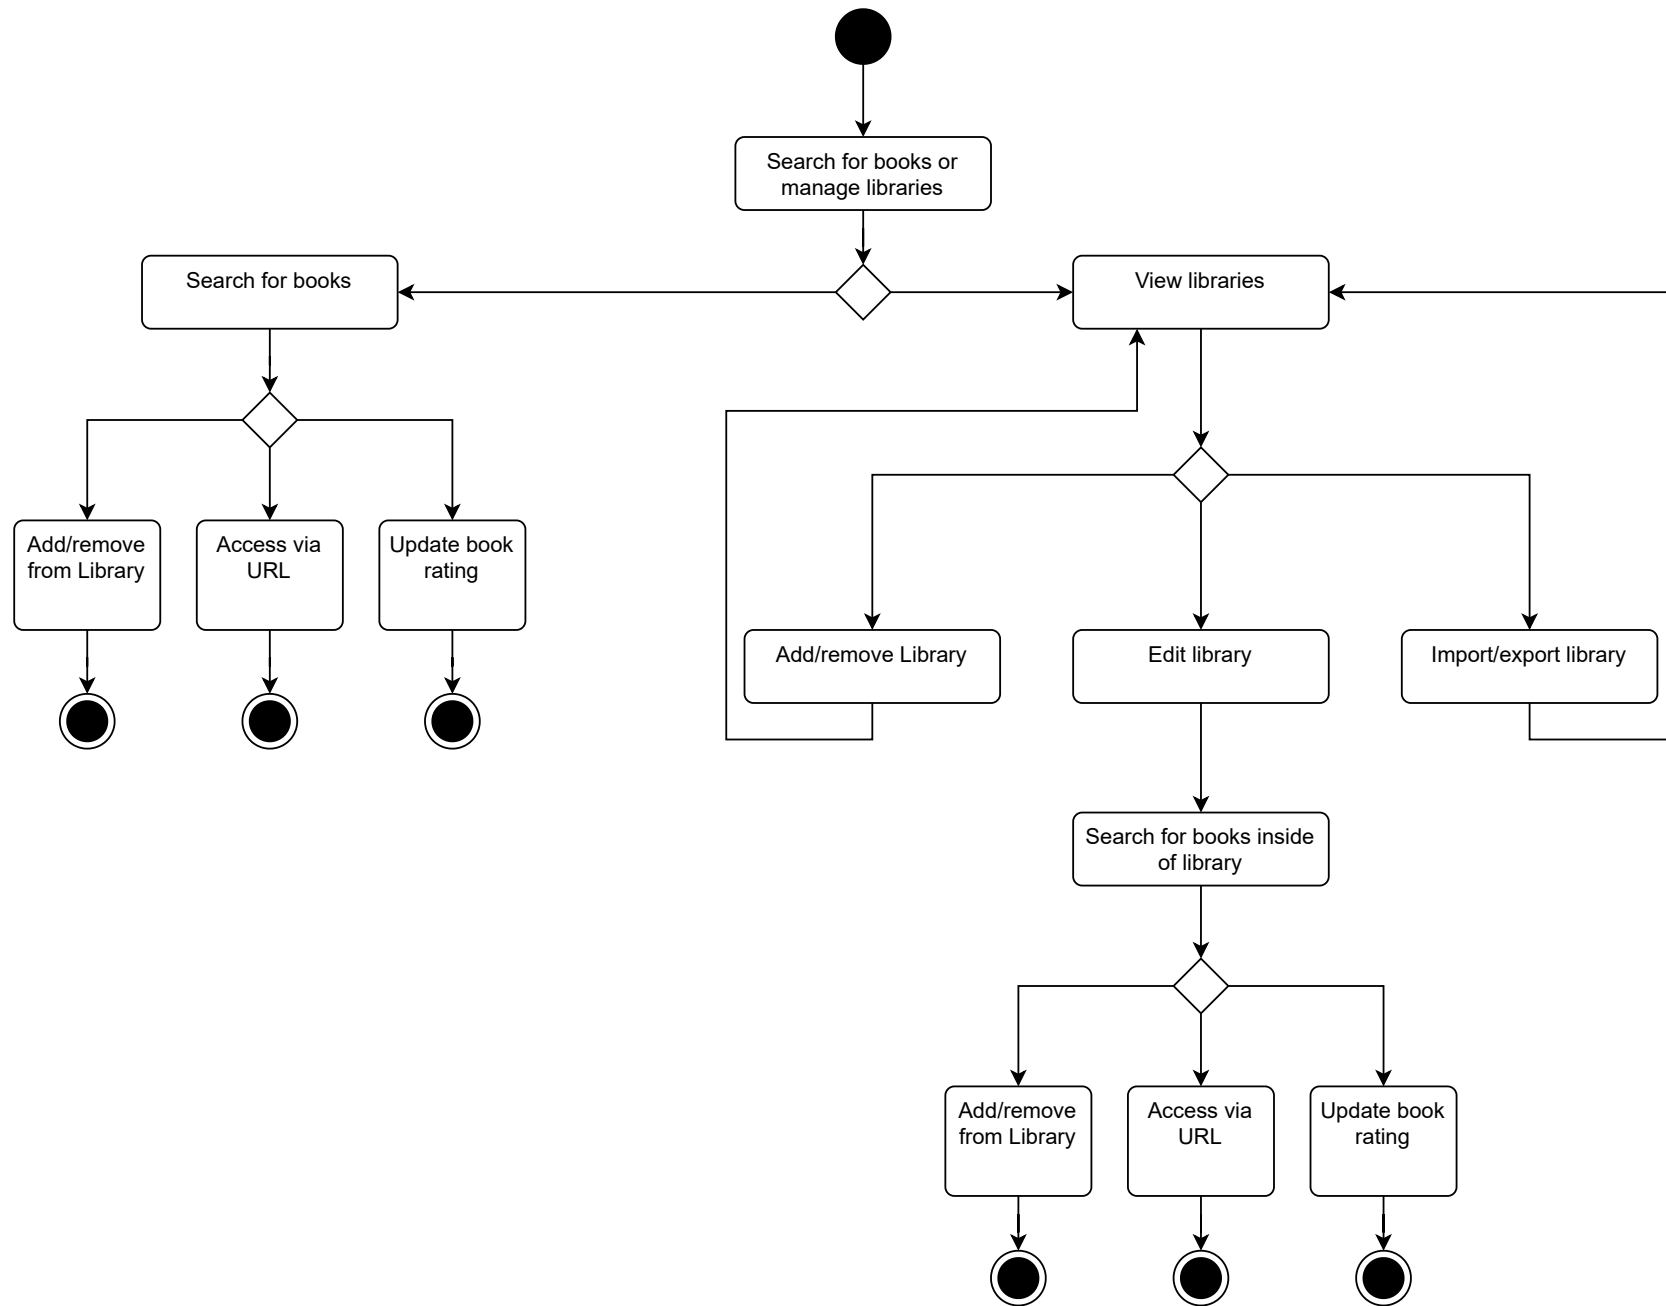 Search for books or
manage libraries
Search for books
View libraries
Add/remove
from Library
Access via
URL
Update book
rating
Add/remove Library
Edit library
Import/export library
Search for books inside
of library
Add/remove
from Library
Access via
URL
Update book
rating